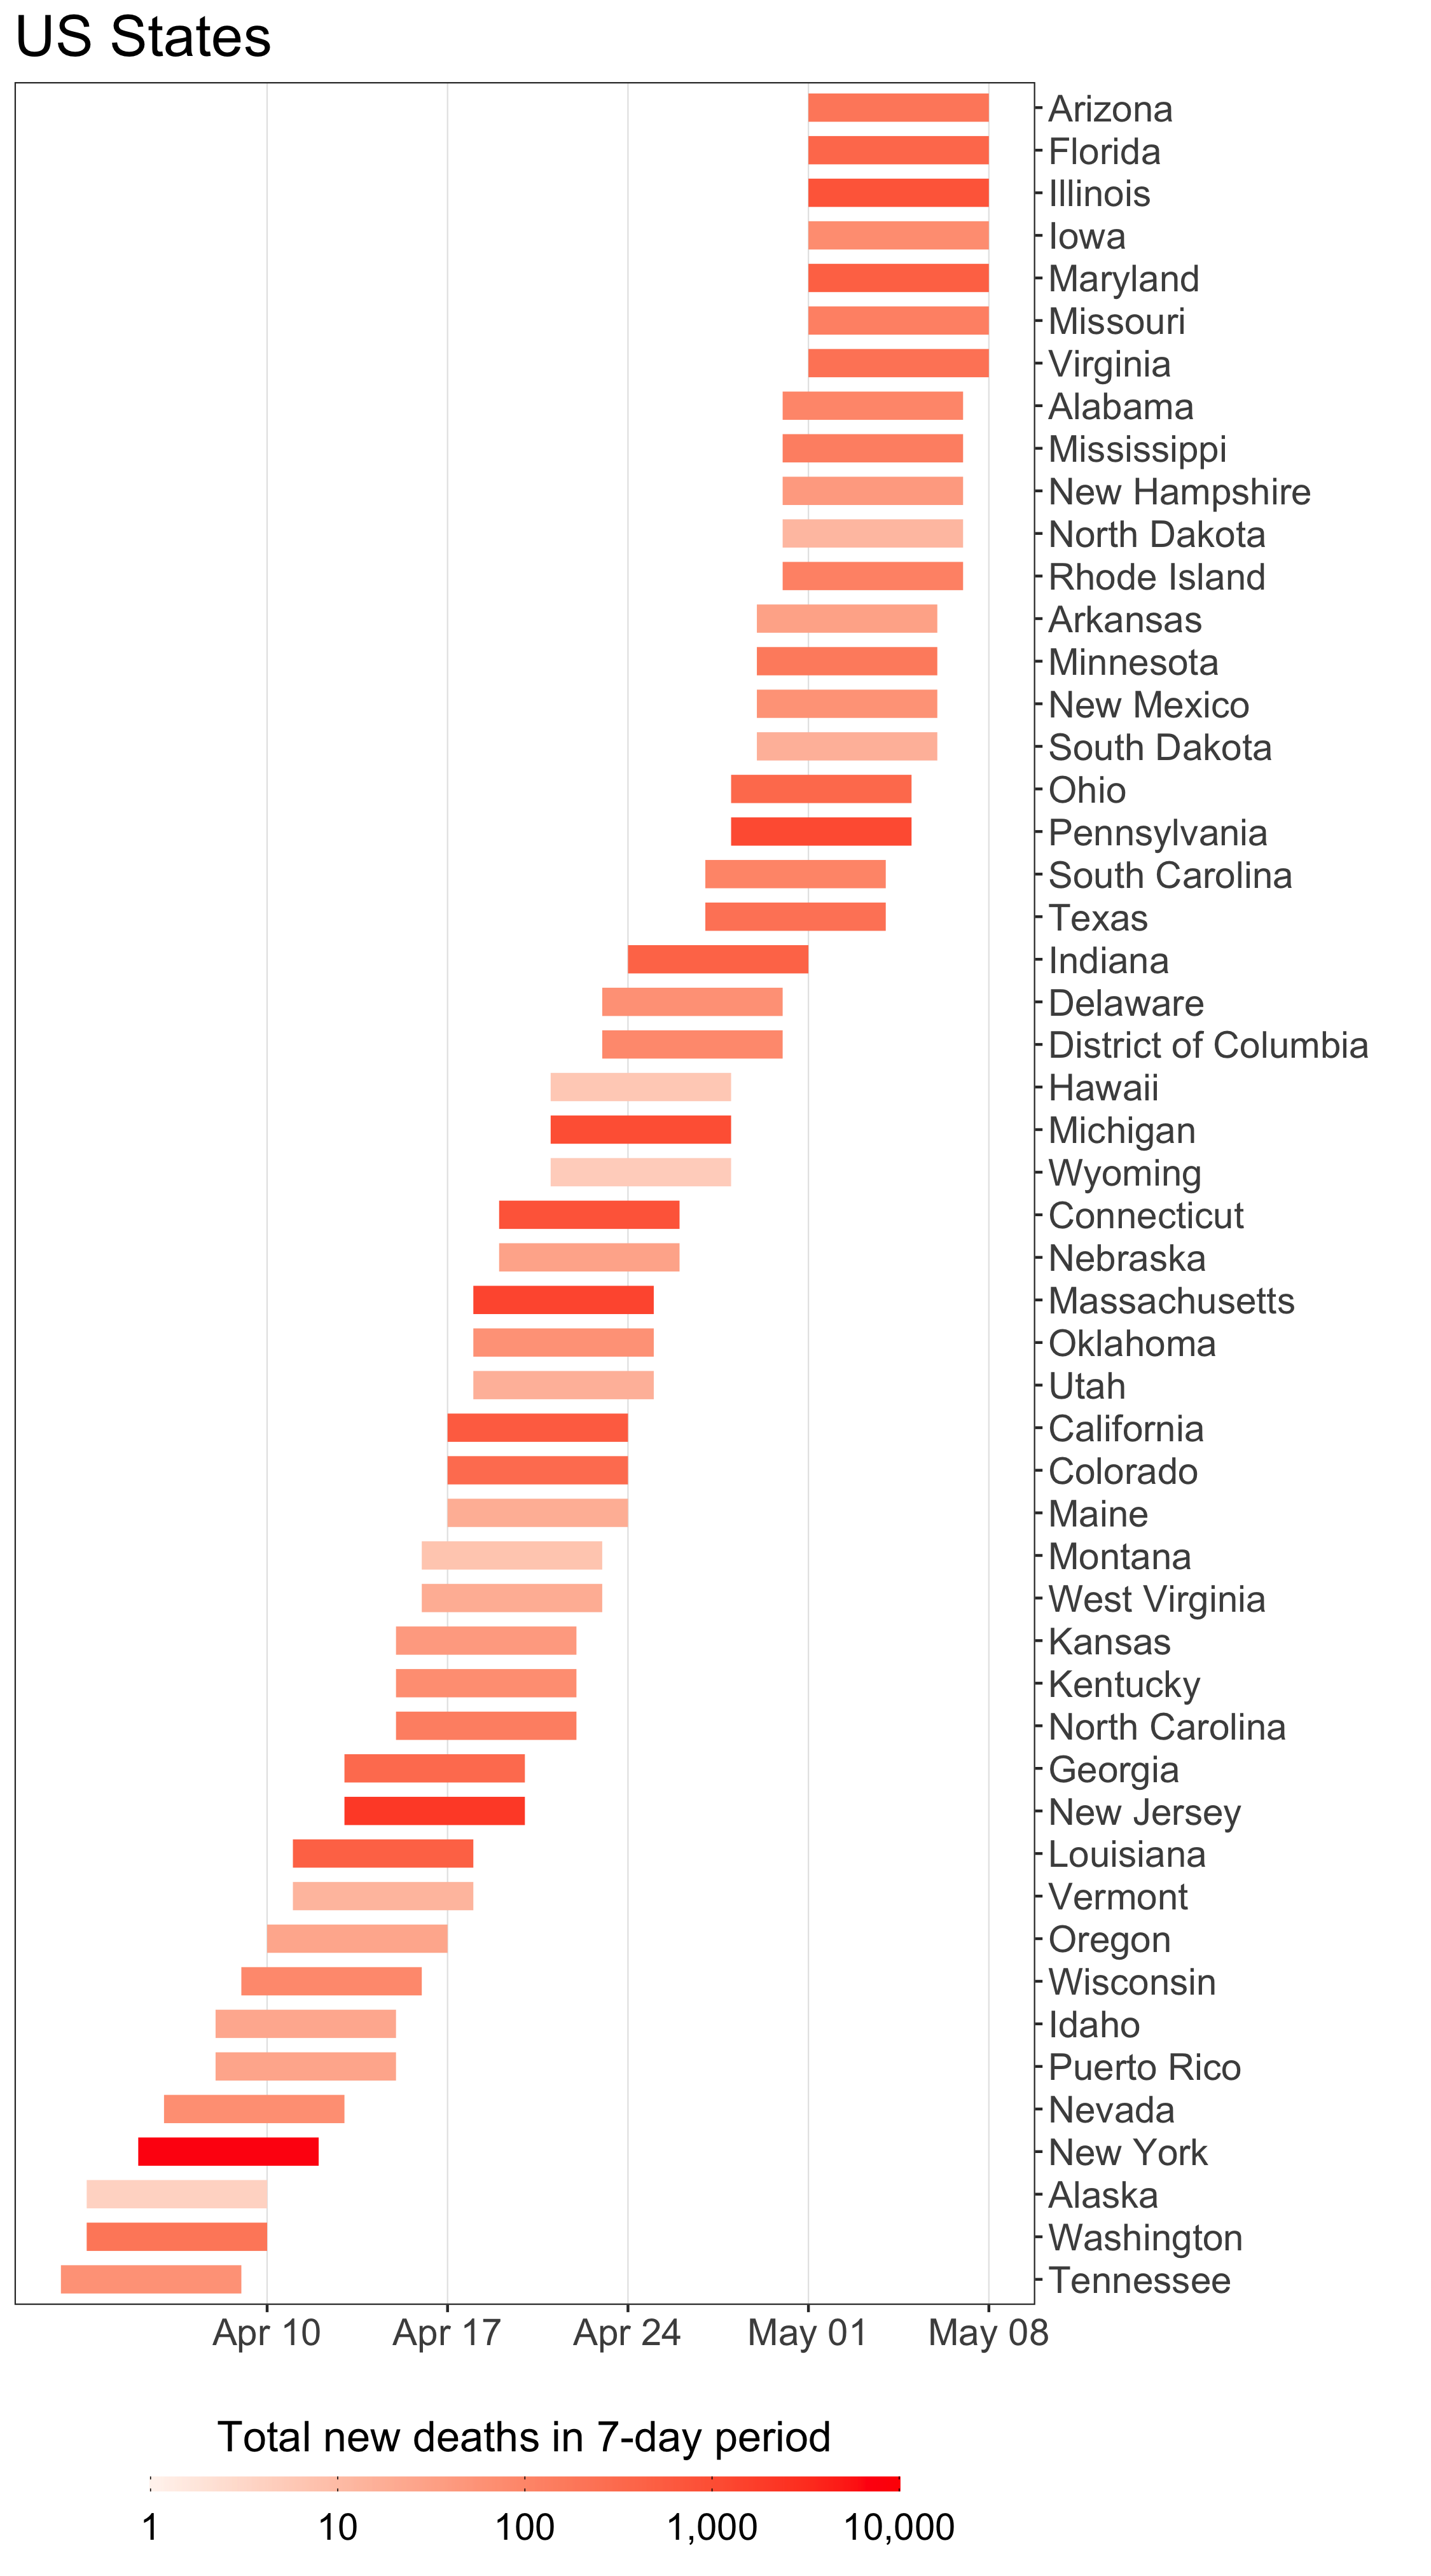 US States
Arizona
Florida
Illinois
Iowa
Maryland
Missouri
Virginia
Alabama
Mississippi
New Hampshire
North Dakota
Rhode Island
Arkansas
Minnesota
New Mexico
South Dakota
Ohio
Pennsylvania
South Carolina
Texas
Indiana
Delaware
District of Columbia
Hawaii
Michigan
Wyoming
Connecticut
Nebraska
Massachusetts
Oklahoma
Utah
California
Colorado
Maine
Montana
West Virginia
Kansas
Kentucky
North Carolina
Georgia
New Jersey
Louisiana
Vermont
Oregon
Wisconsin
Idaho
Puerto Rico
Nevada
New York
Alaska
Washington
Tennessee
Apr 10 Apr 17 Apr 24 May 01 May 08
Total new deaths in 7-day period
1 10 100 1,000 10,000